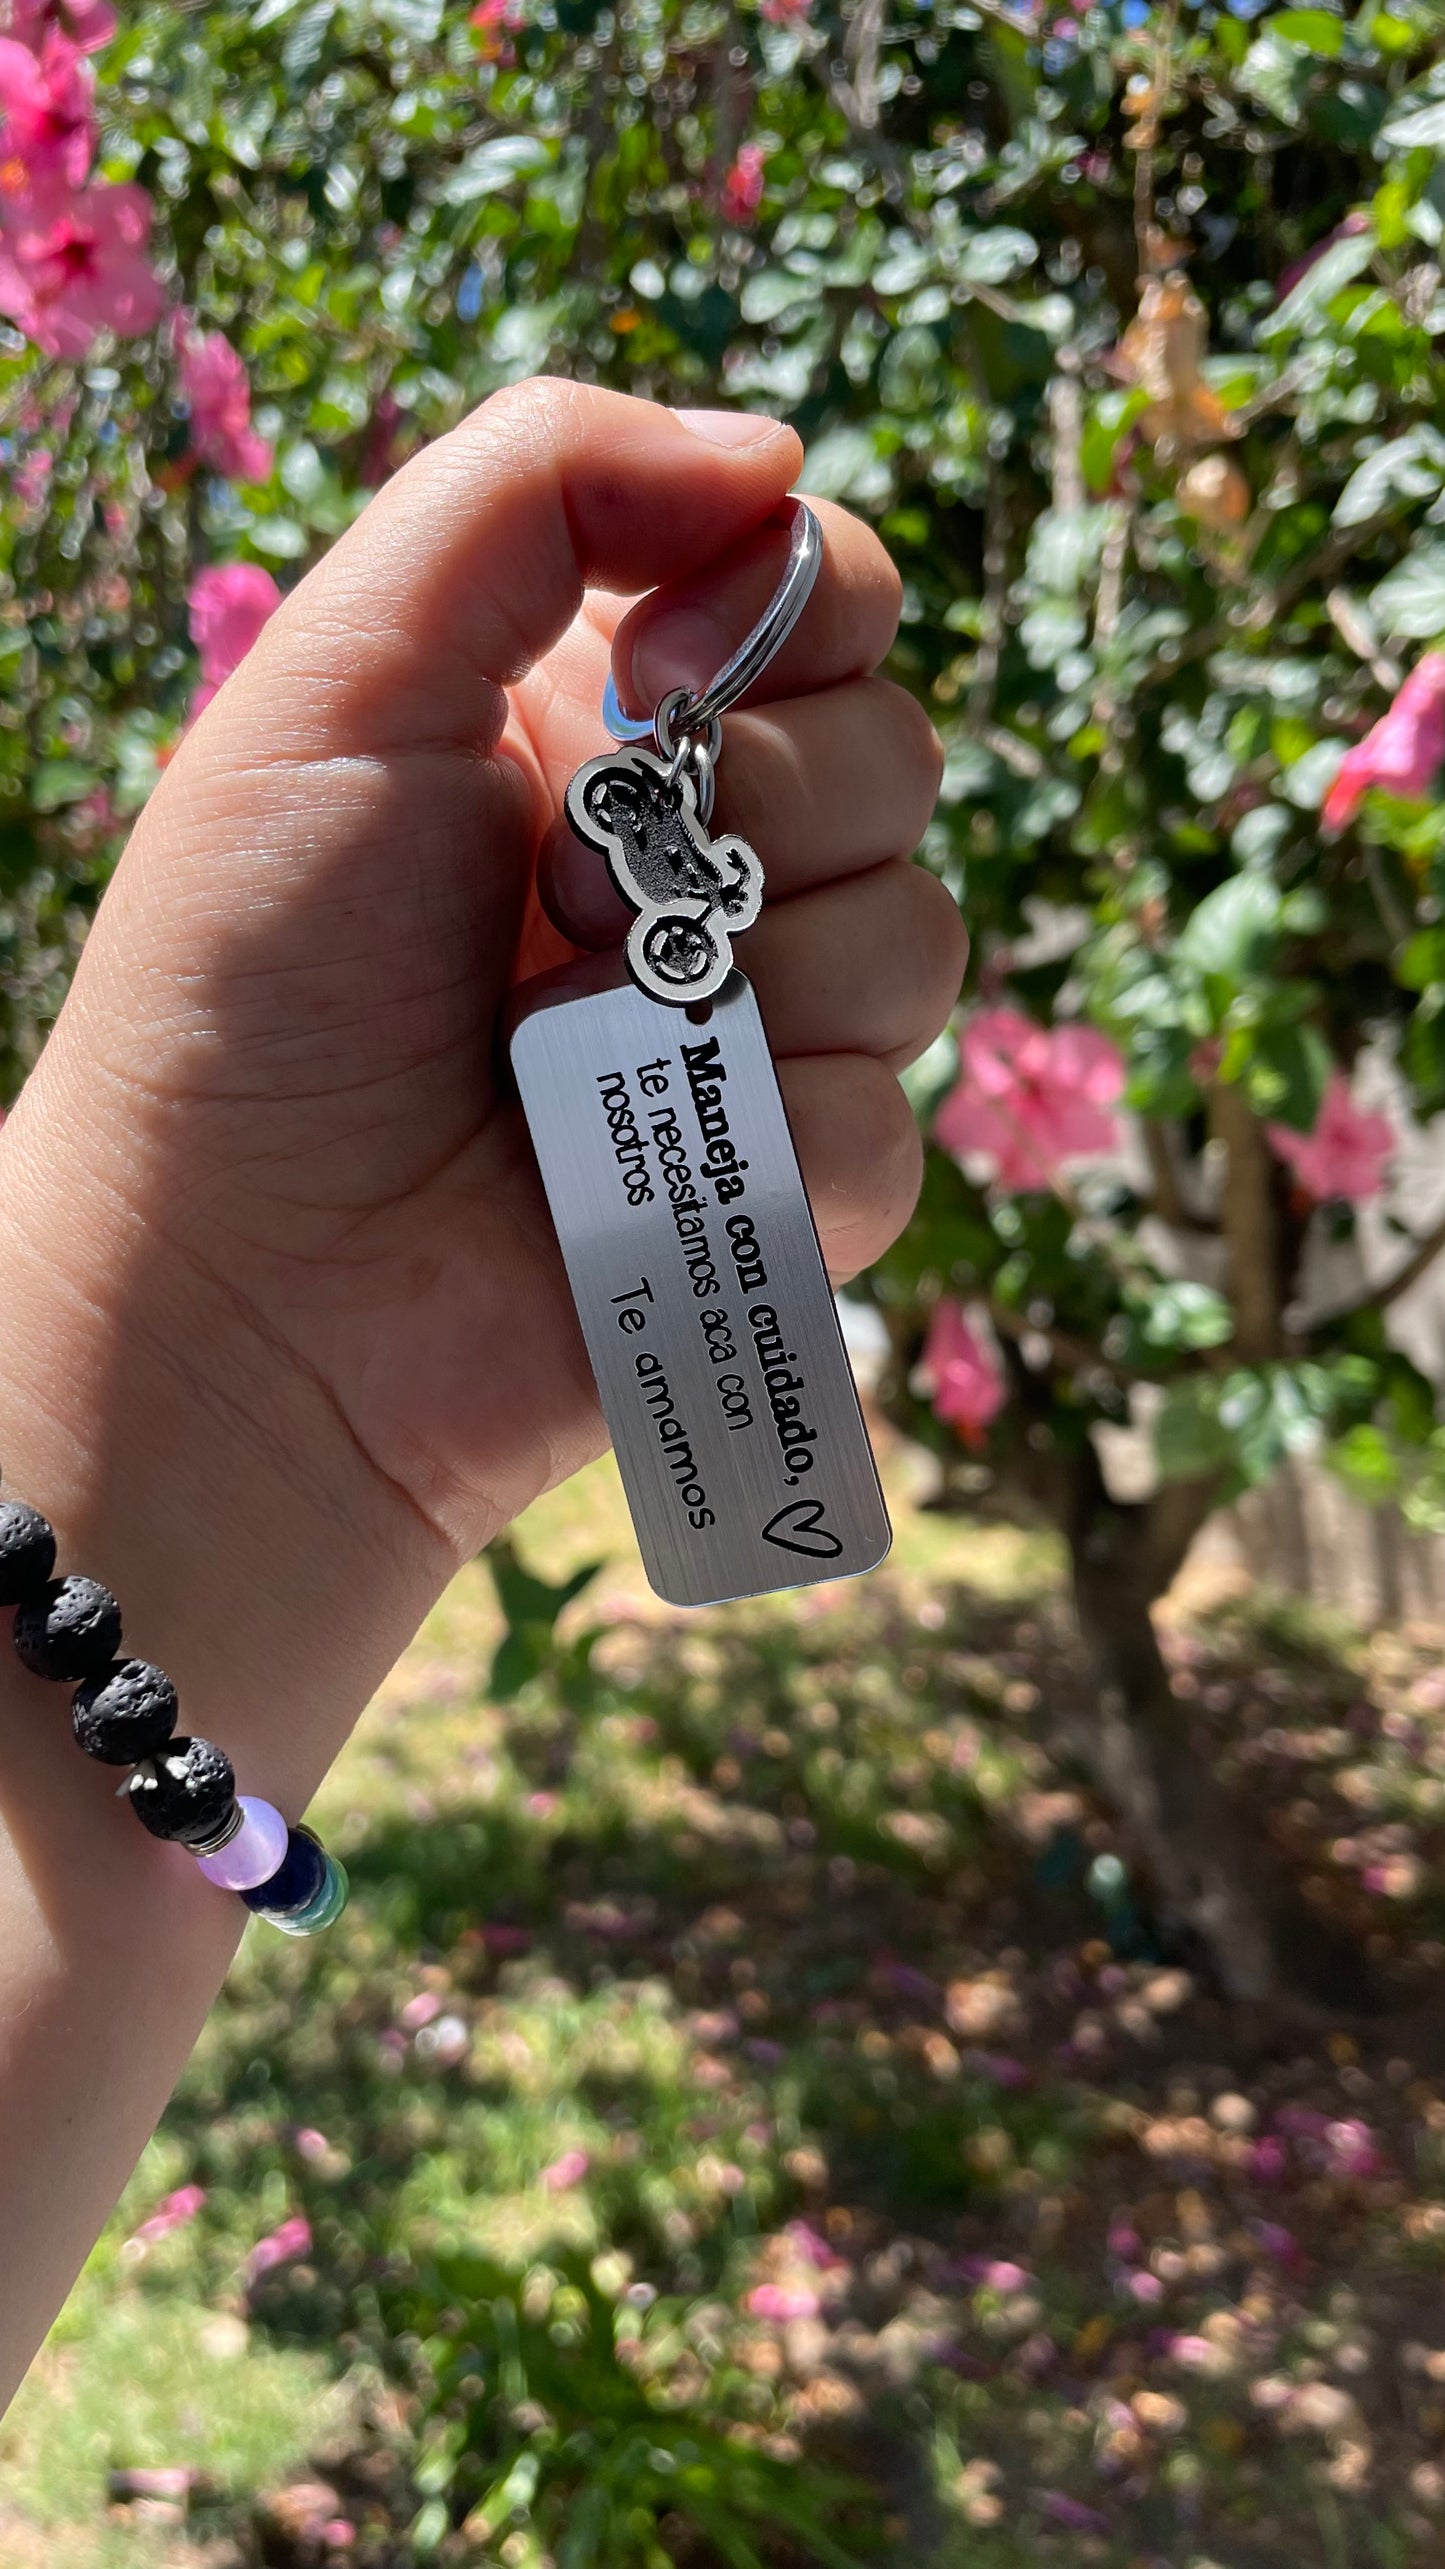 Maneja con cuidado,
te necesitamos aca con
nosotros
Te amamos